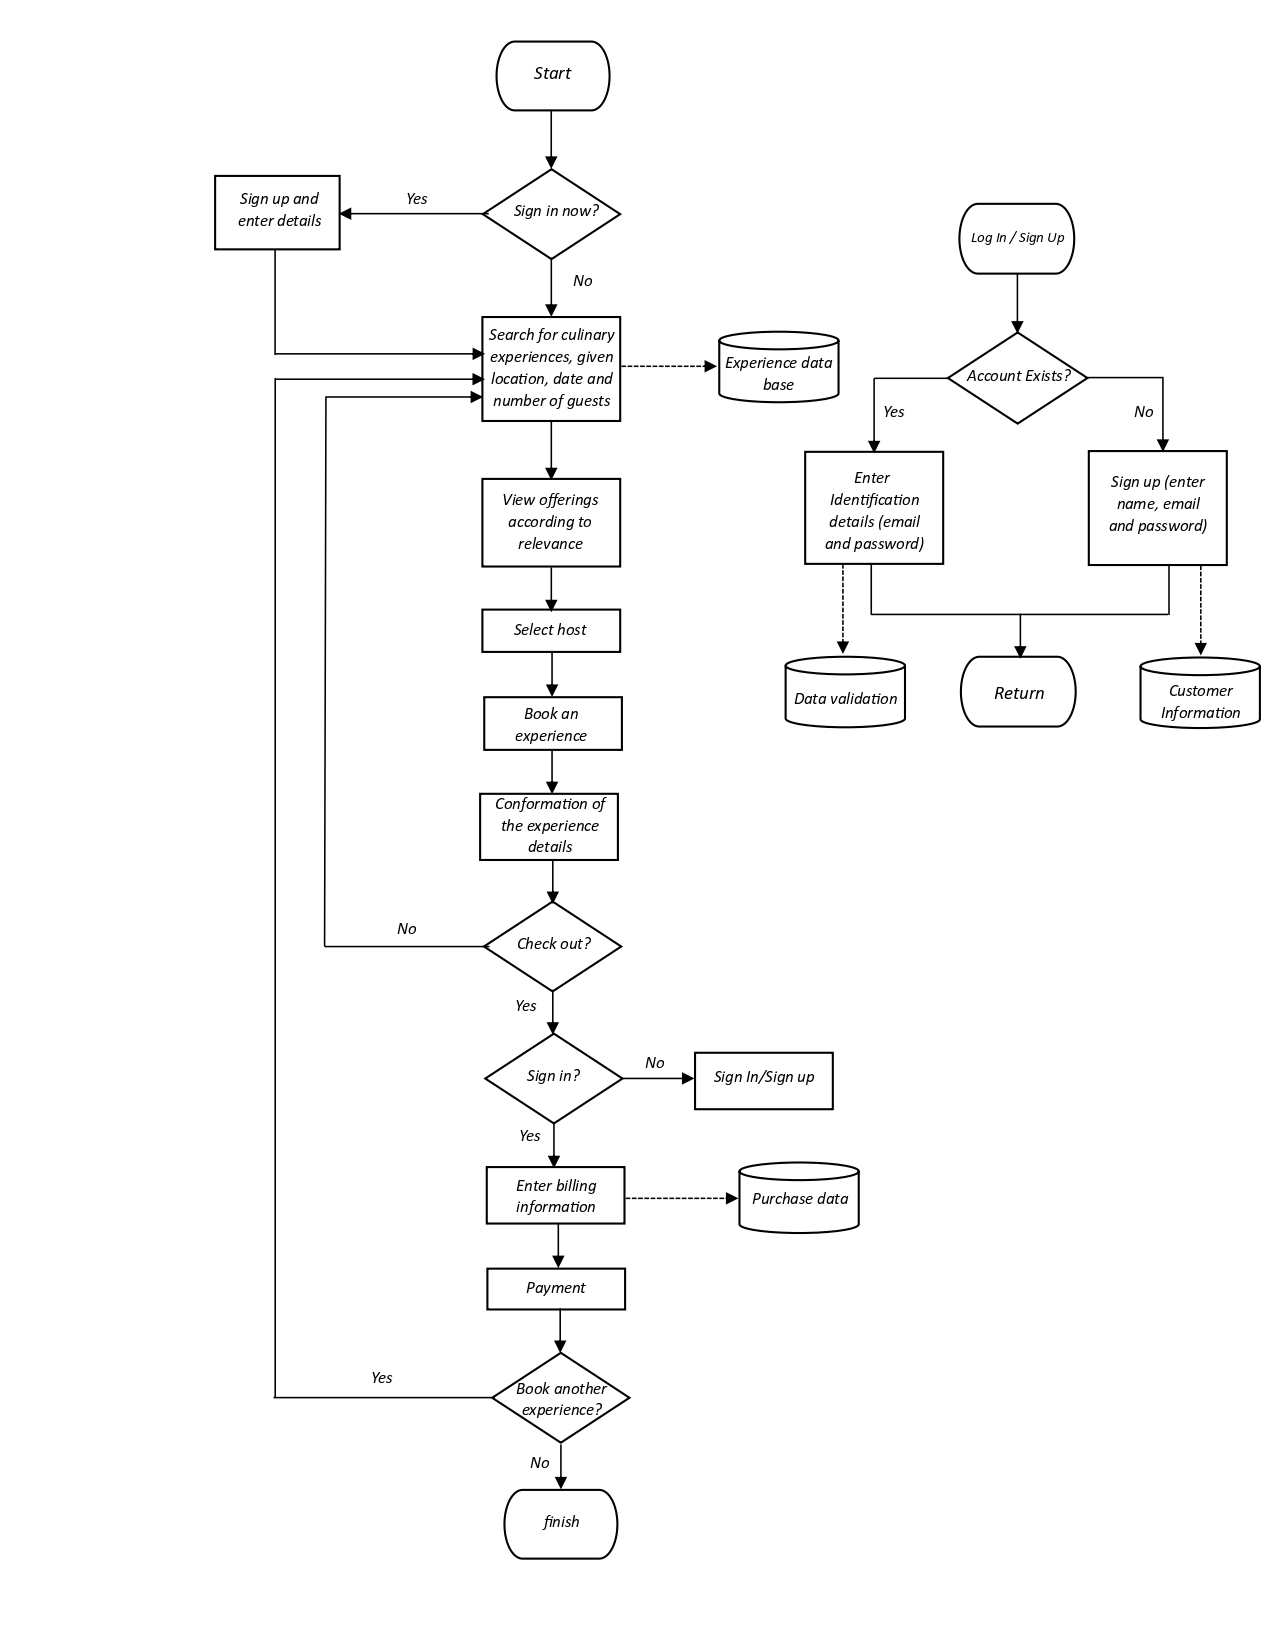 Start
Sign up and
enter details
Yes
Sign in now?
No
Search for culinary
experiences, given
location, date and
number of guests
Experience data
base
View offerings
according to
relevance
Select host
Book an
experience
Conformation of
the experience
details
No
Check out?
Yes
Sign in?
No
Sign In/Sign up
Yes
Enter billing
information
Purchase data
Payment
Yes
Book another
experience?
No
finish
Log In / Sign Up
Account Exists?
Yes
No
Enter
Identification
details (email
and password)
Sign up (enter
name, email
and password)
Data validation
Return
Customer
Information